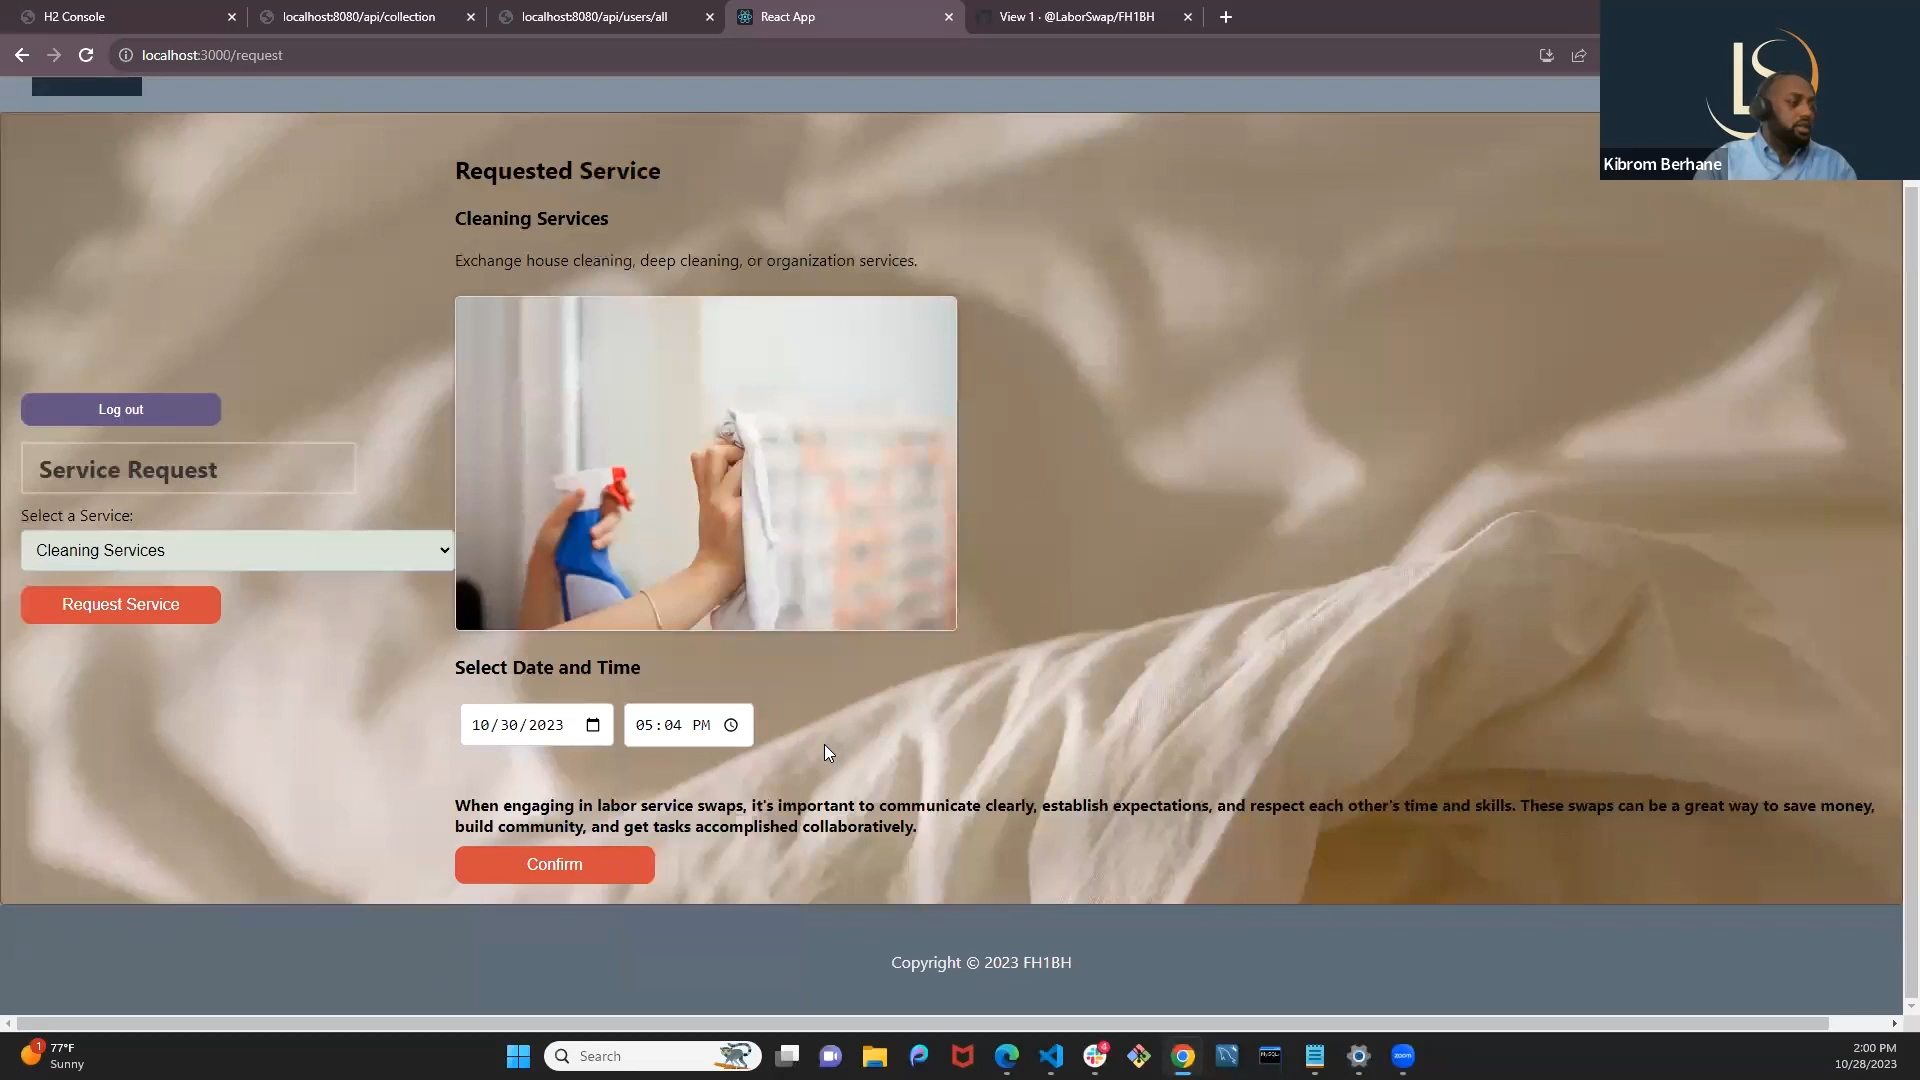 H2 Console
localhost:8080/api/collection
localhost:8080/api/users/all
React App
View 1 · @LaborSwap/FH1BH
localhost:3000/request
LS
Kibrom Berhane
Requested Service
Cleaning Services
Exchange house cleaning, deep cleaning, or organization services.
Log out
Service Request
Select a Service:
Cleaning Services
Request Service
Select Date and Time
10/30/2023
05:04 PM
When engaging in labor service swaps, it's important to communicate clearly, establish expectations, and respect each other's time and skills. These swaps can be a great way to save money,
build community, and get tasks accomplished collaboratively.
Confirm
Copyright © 2023 FH1BH
1
77°F
Sunny
Search
4
MySQL
zoom
2:00 PM
10/28/2023